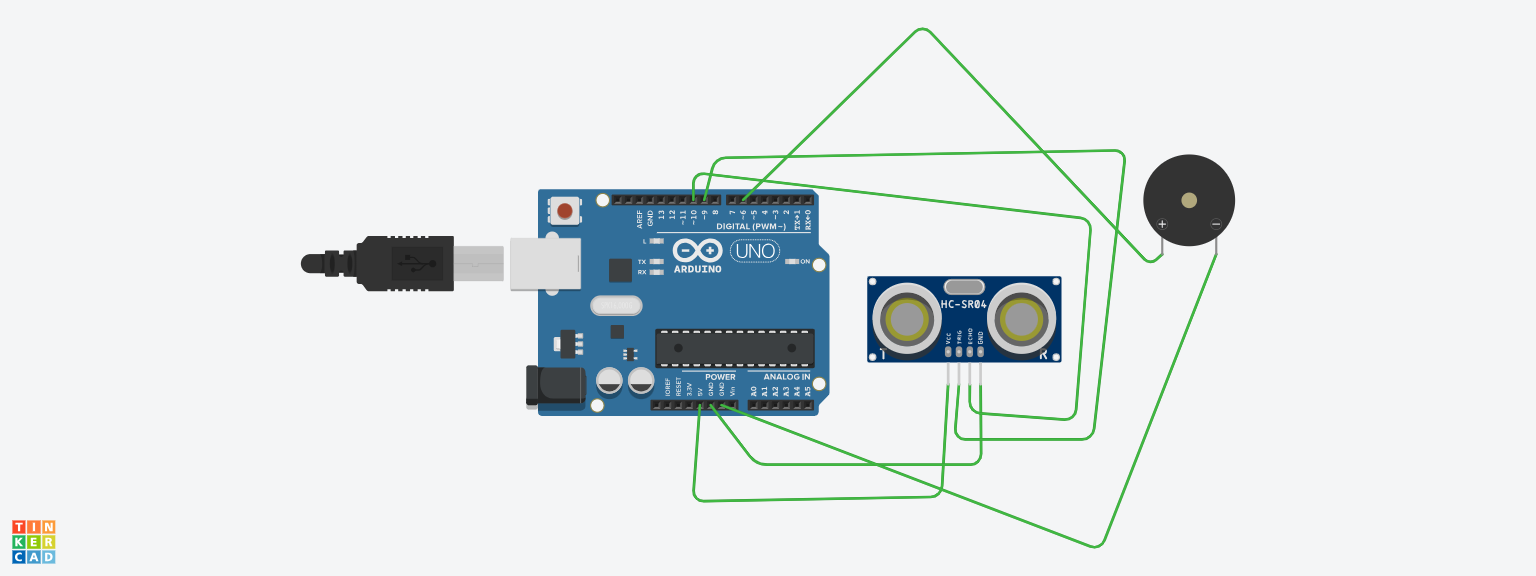 AREF
GND
13
12
~11
~10
~9
8
7
~6
~5
4
~3
2
TX→1
RX←0
DIGITAL (PWM~)
L
TX
RX
ARDUINO
UNO
ON
POWER
ANALOG IN
IOREF
RESET
3.3V
5V
GND
GND
Vin
A0
A1
A2
A3
A4
A5
HC-SR04
VCC
TRIG
ECHO
GND
T
R
+
-
TIN
KER
CAD